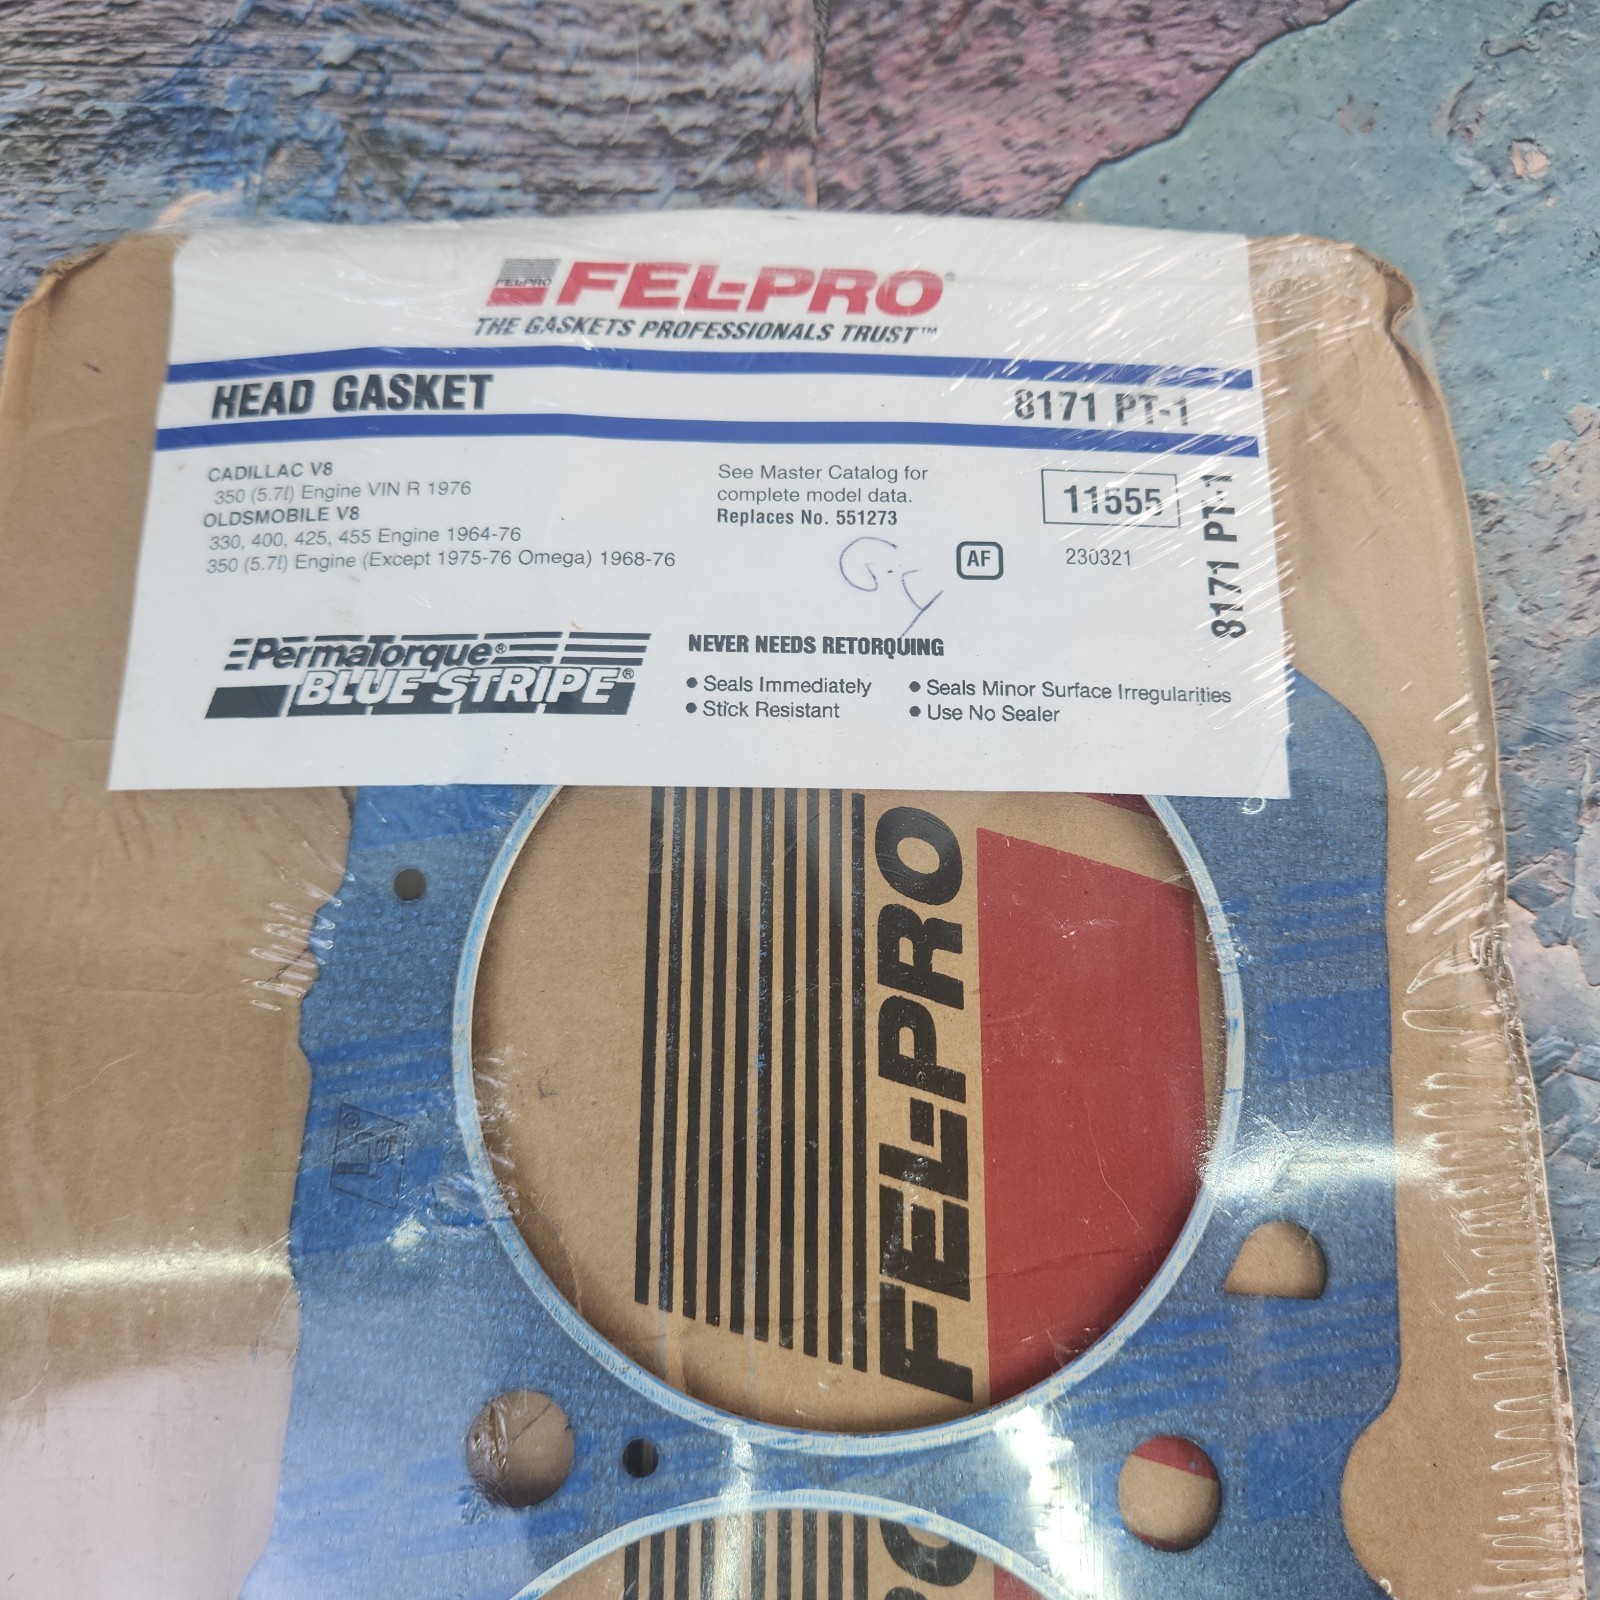 FEL-PRO
FEL-PRO®
THE GASKETS PROFESSIONALS TRUST™
HEAD GASKET
8171 PT-1
CADILLAC V8
350 (5.7l) Engine VIN R 1976
OLDSMOBILE V8
330, 400, 425, 455 Engine 1964-76
350 (5.7l) Engine (Except 1975-76 Omega) 1968-76
See Master Catalog for
complete model data.
Replaces No. 551273
11555
AF
230321
8171 PT-1
G-Y
PermaTorque®
BLUE STRIPE®
NEVER NEEDS RETORQUING
• Seals Immediately
• Stick Resistant
• Seals Minor Surface Irregularities
• Use No Sealer
FEL-PRO